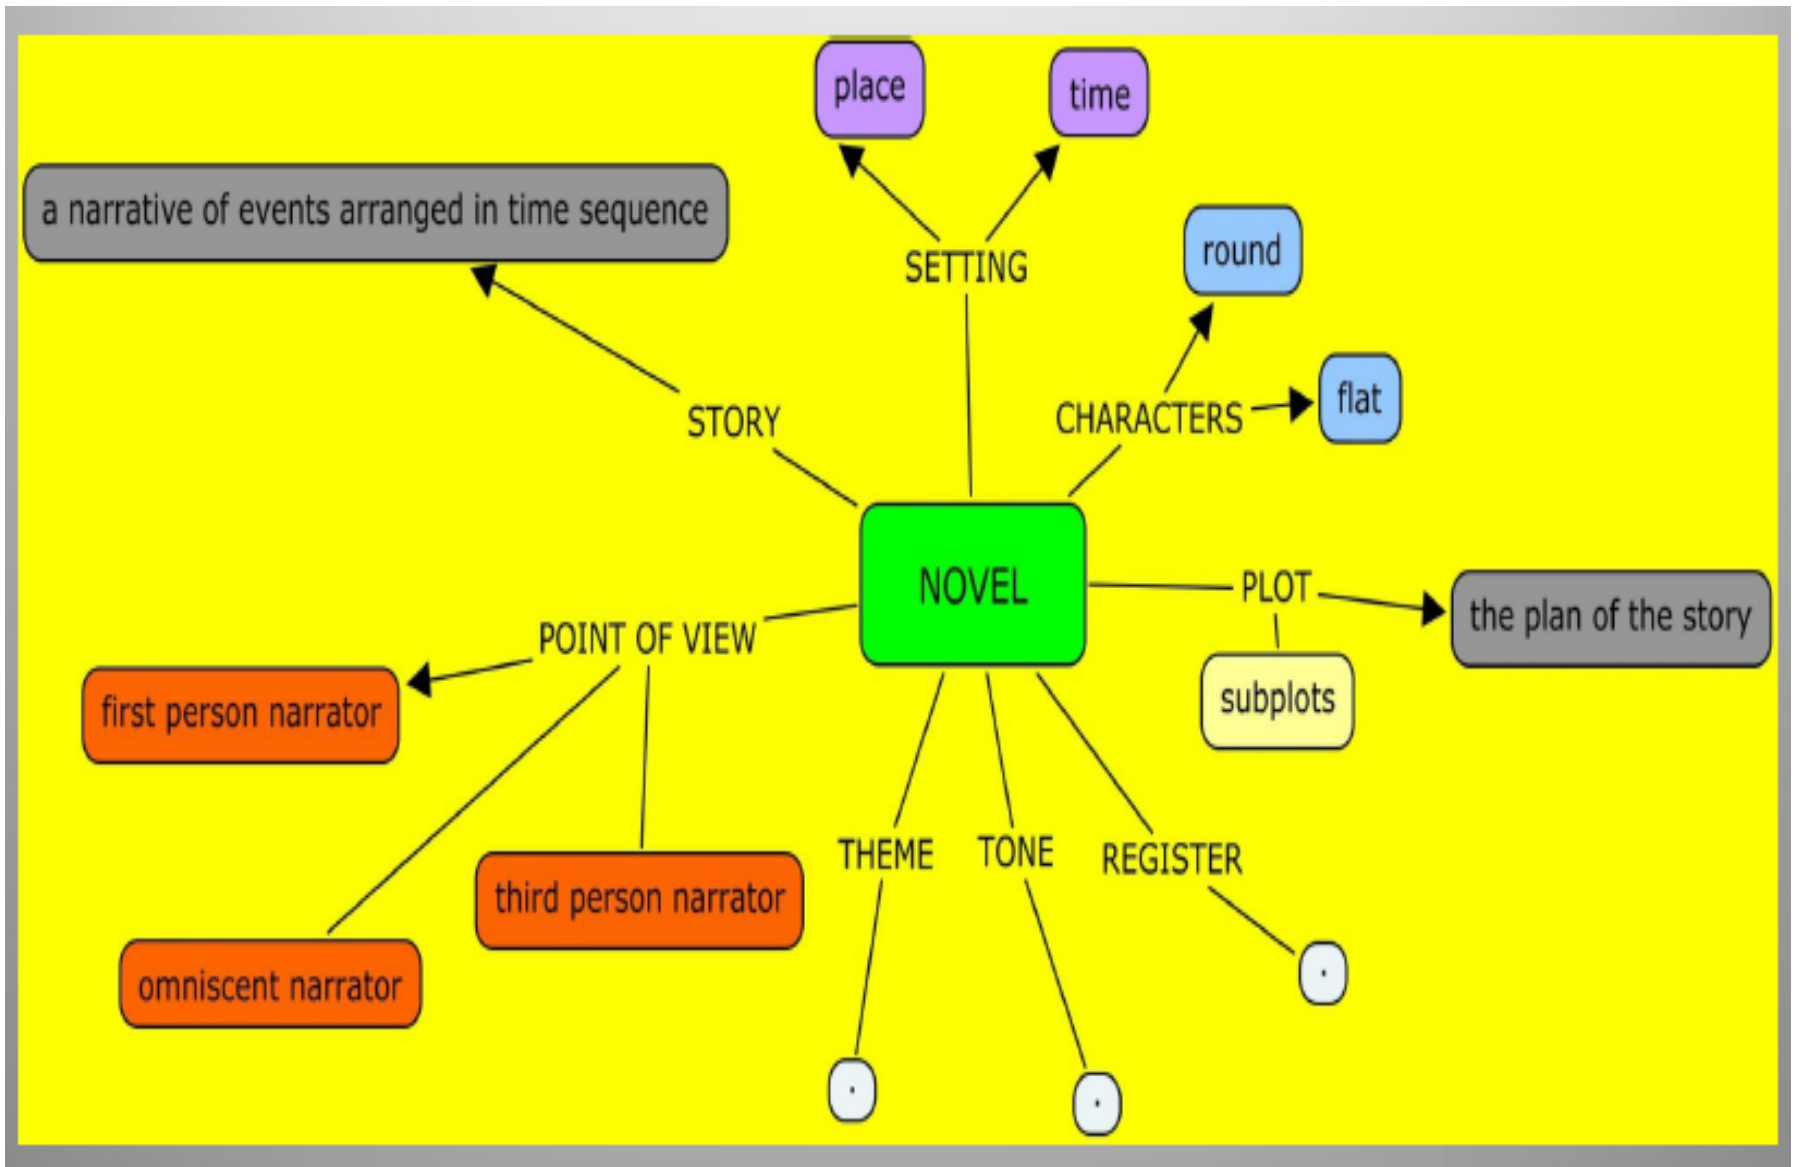 place
time
a narrative of events arranged in time sequence
round
SETTING
flat
STORY
CHARACTERS
NOVEL
PLOT
the plan of the story
POINT OF VIEW
subplots
first person narrator
THEME
TONE
REGISTER
third person narrator
omniscent narrator
.
.
.